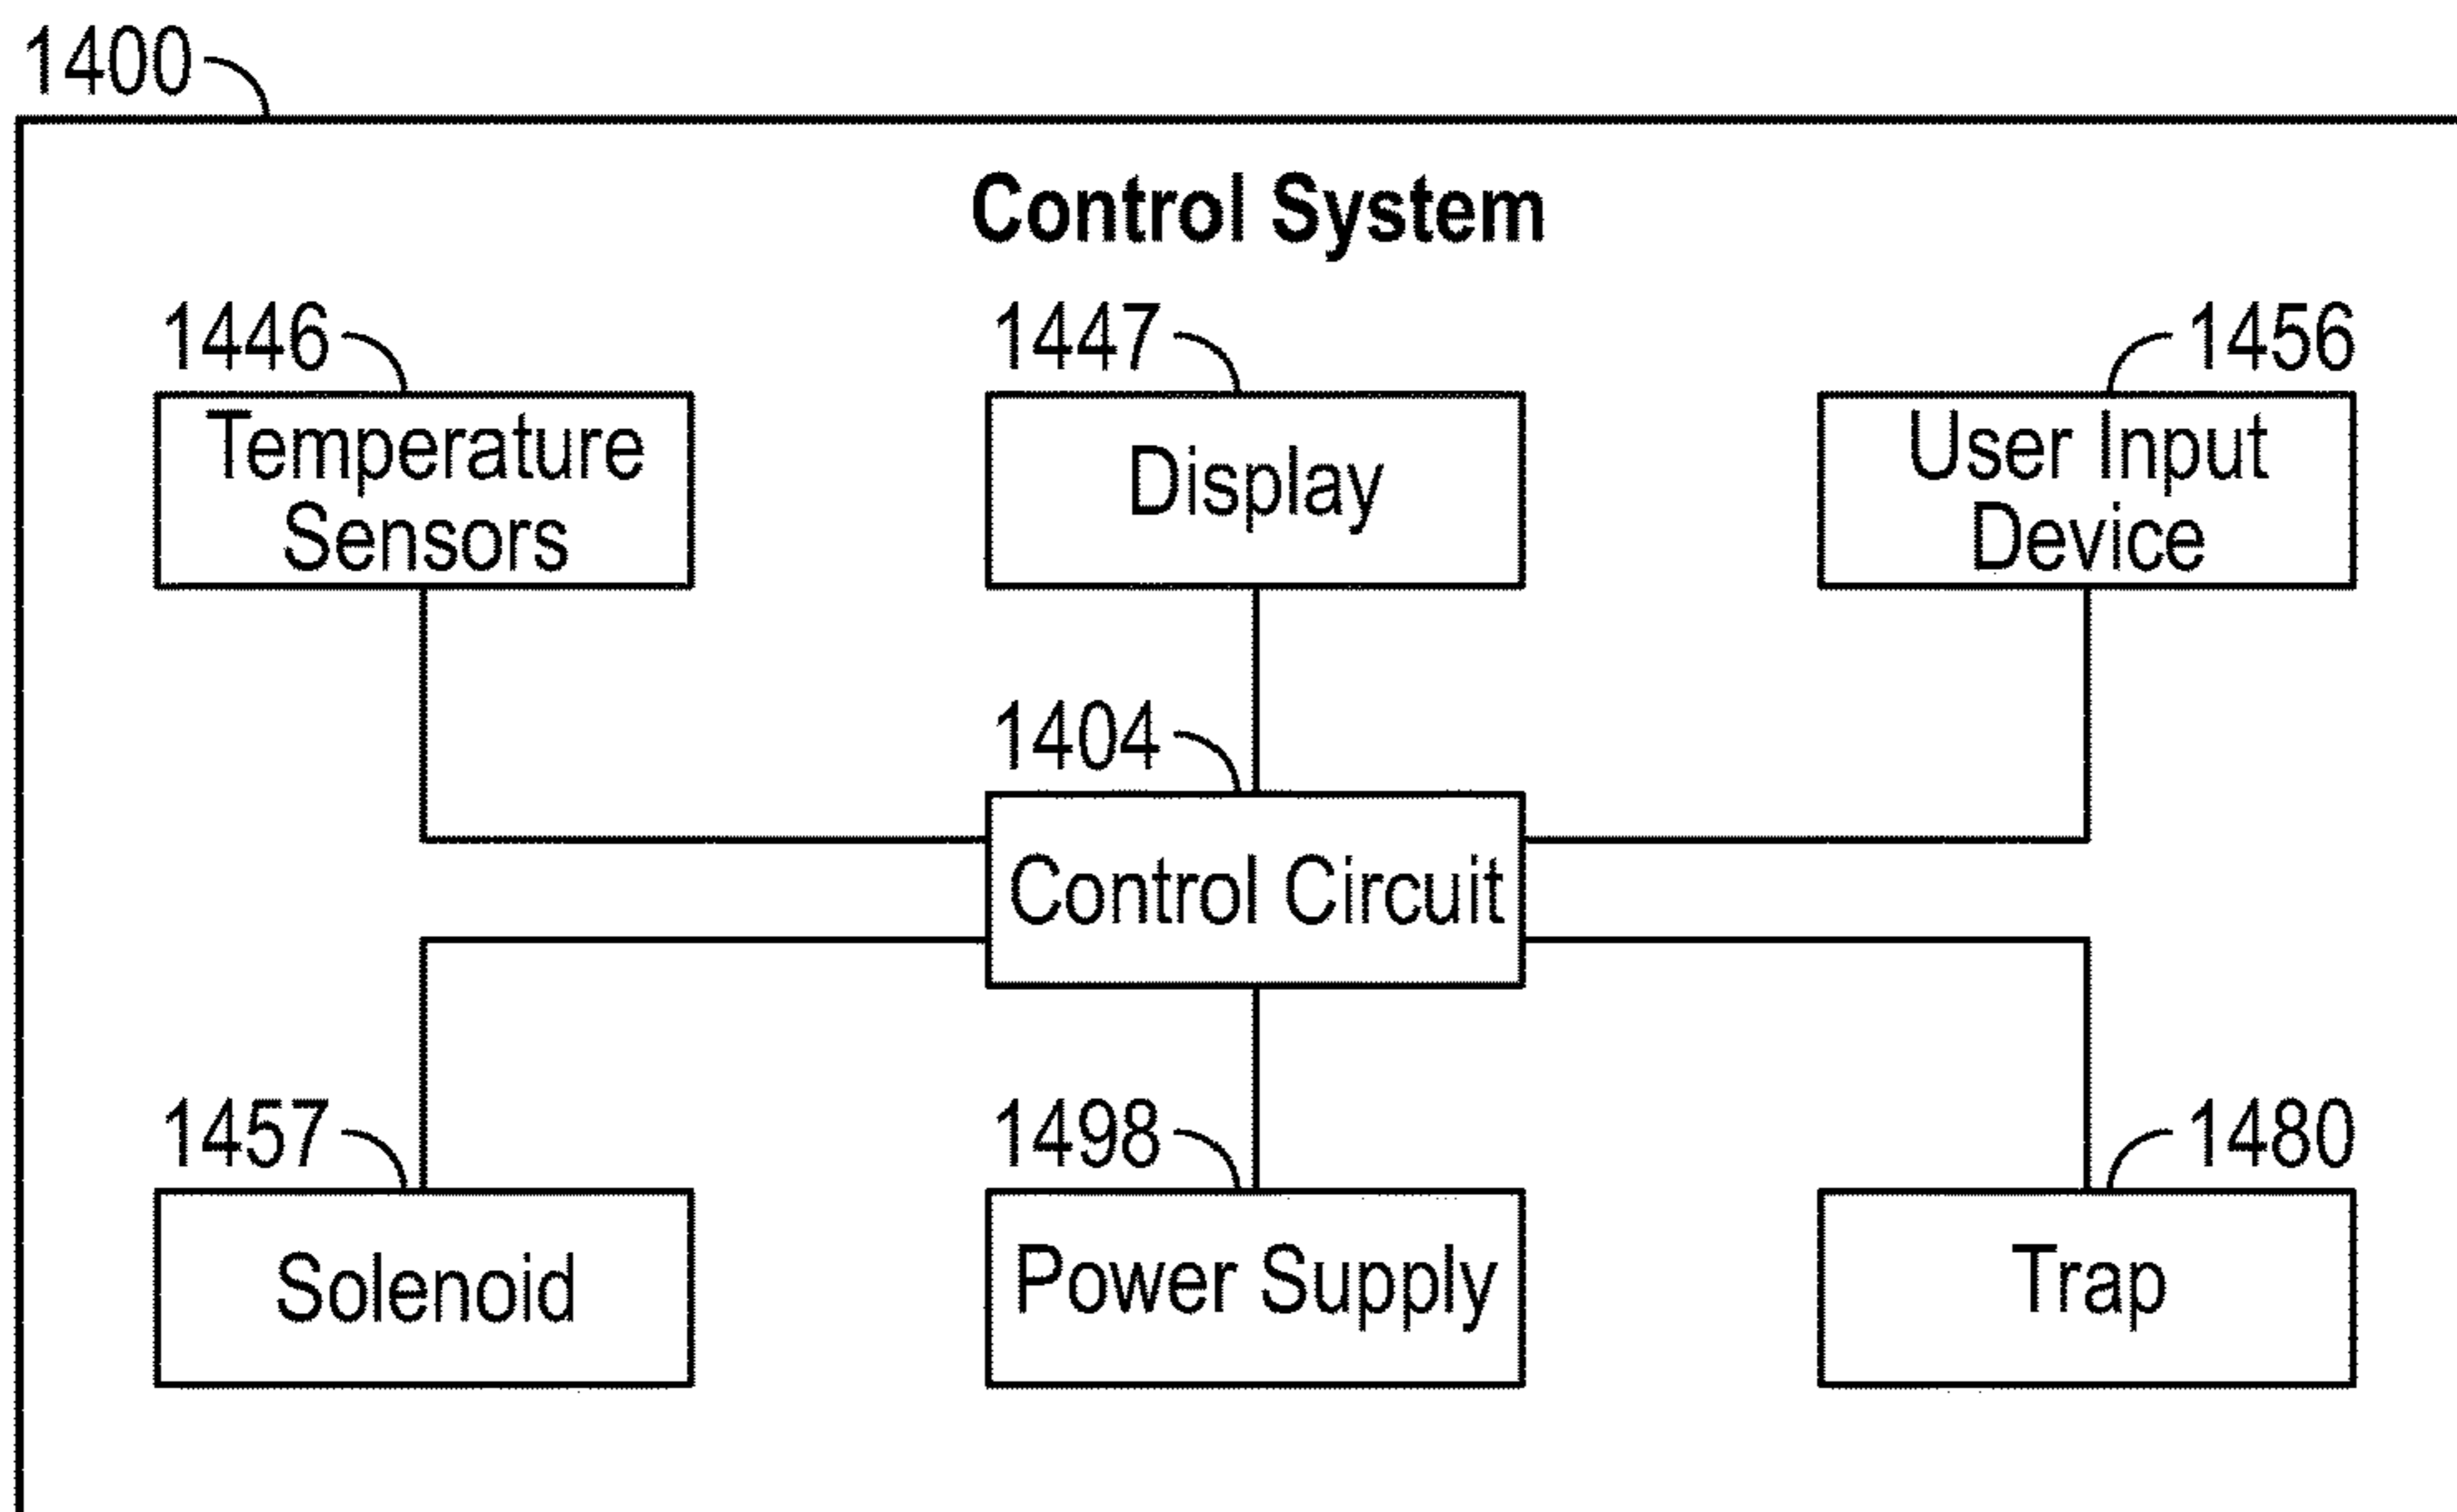 1400
Control System
1446
1447
1456
Temperature
Sensors
Display
User Input
Device
1404
Control Circuit
1457
1498
1480
Solenoid
Power Supply
Trap